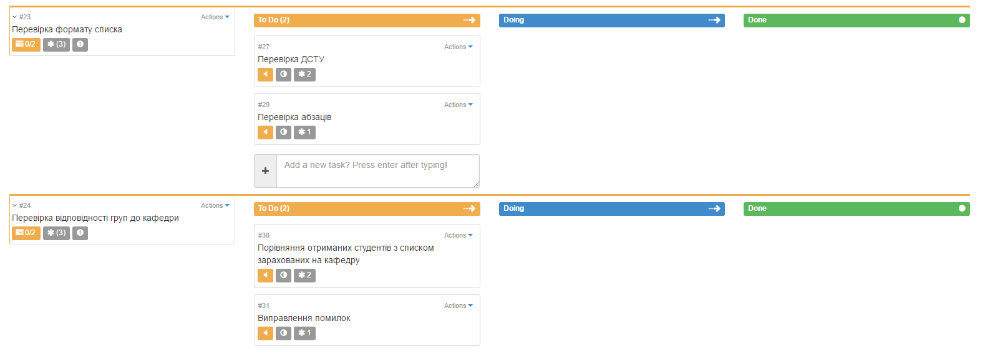 #23 Actions
Перевірка формату списка
0/2 (3)
To Do (2)
Doing
Done
#27 Actions
Перевірка ДСТУ
2
#29 Actions
Перевірка абзаців
1
Add a new task? Press enter after typing!
#24 Actions
Перевірка відповідності груп до кафедри
0/2 (3)
To Do (2)
Doing
Done
#30 Actions
Порівняння отриманих студентів з списком
зарахованих на кафедру
2
#31 Actions
Виправлення помилок
1